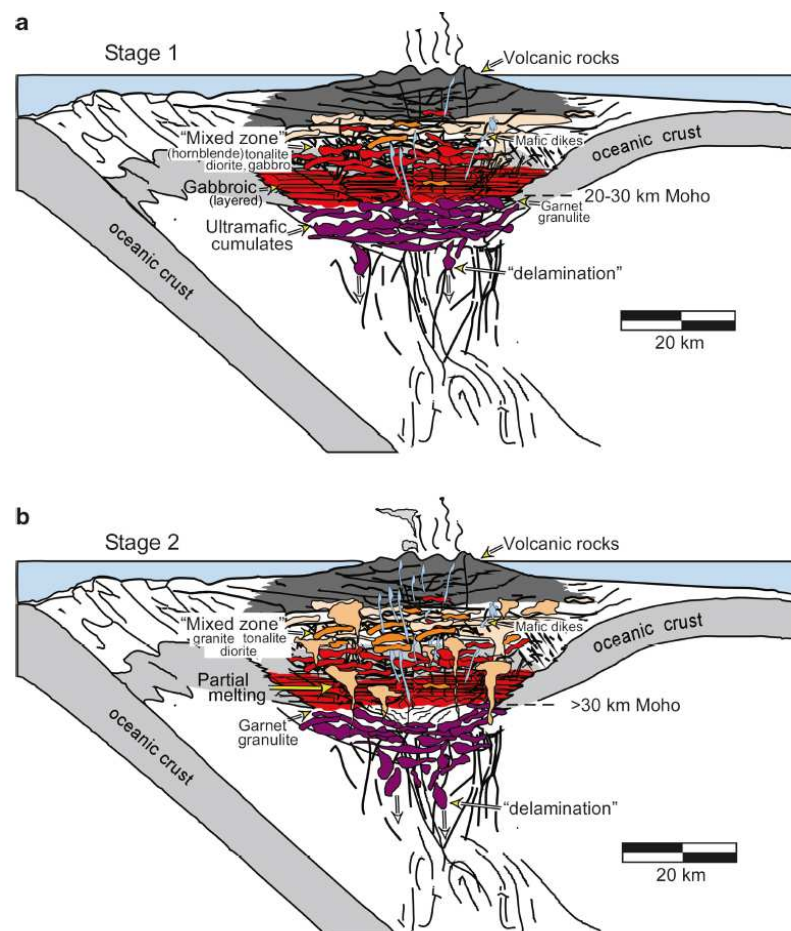 a
Stage 1
Volcanic rocks
"Mixed zone"
(hornblende) tonalite
diorite, gabbro
Mafic dikes
oceanic crust
Gabbroic
(layered)
20-30 km Moho
Garnet
granulite
Ultramafic
cumulates
oceanic crust
"delamination"
20 km
b
Stage 2
Volcanic rocks
"Mixed zone"
granite tonalite
diorite
Mafic dikes
oceanic crust
Partial
melting
>30 km Moho
Garnet
granulite
oceanic crust
"delamination"
20 km